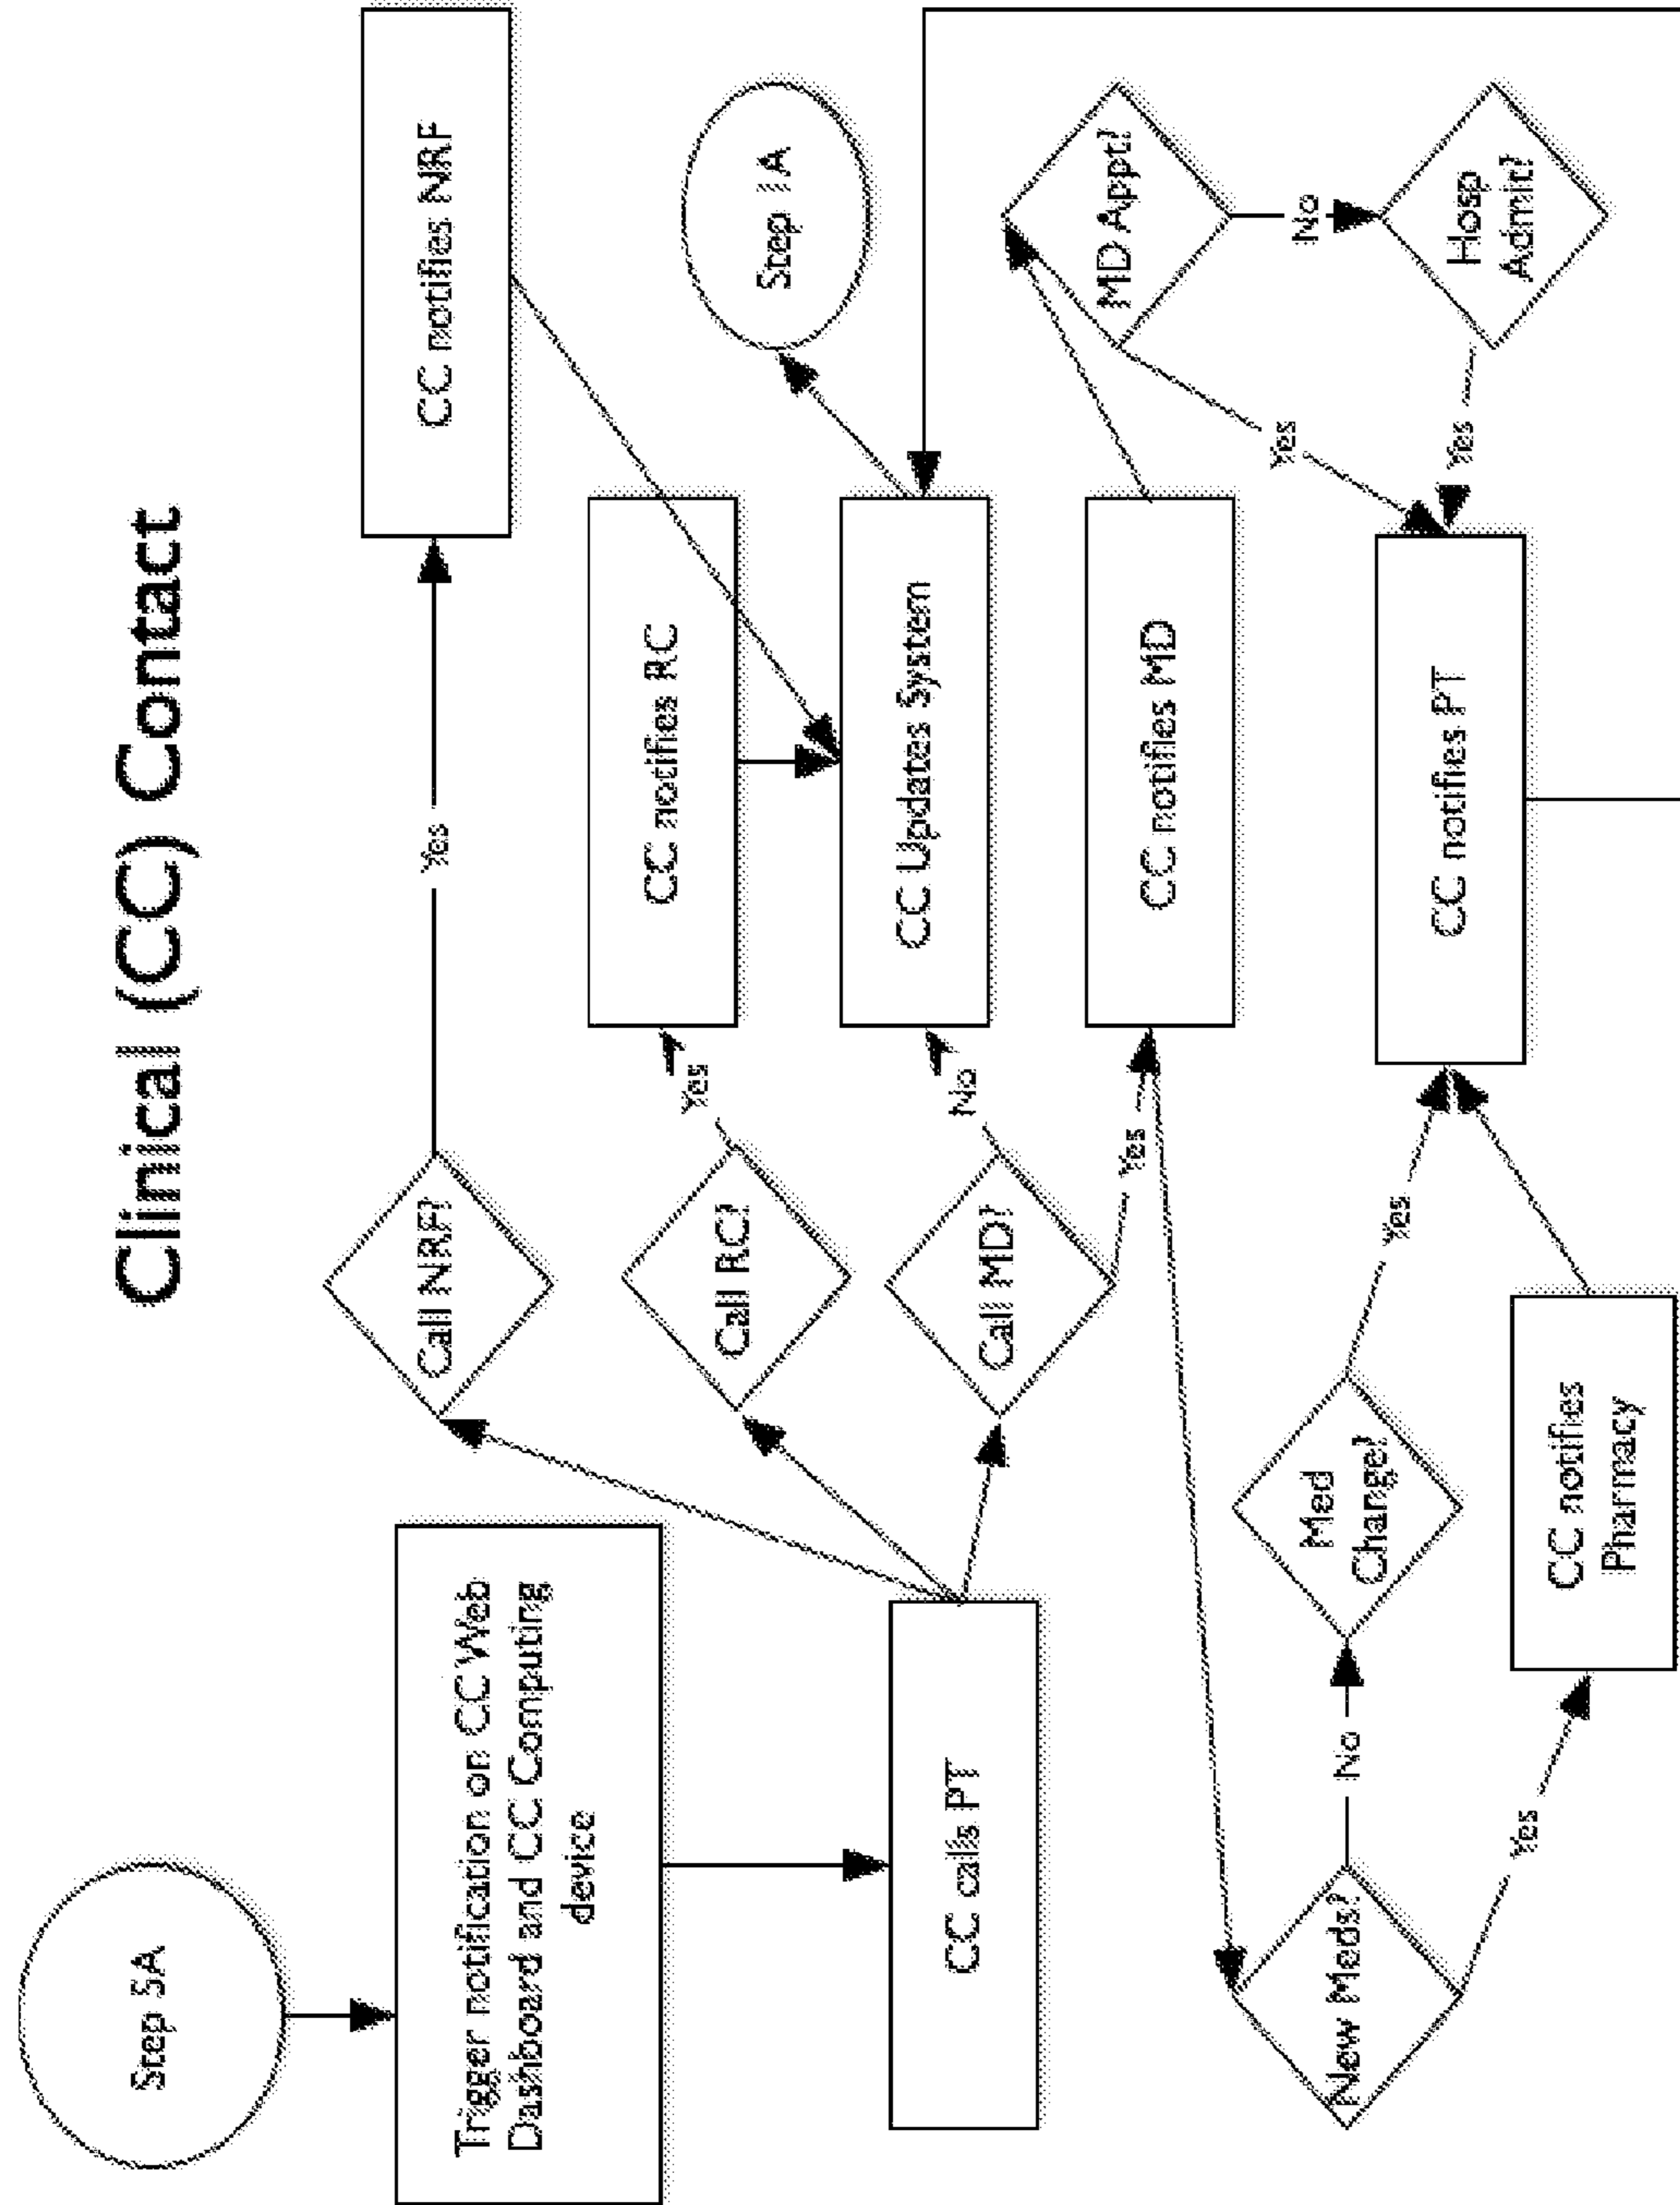 Clinical (CC) Contact
Step 5A
Trigger notification on CC Web
Dashboard and CC Computing
device
CC calls PT
Call NRF?
Yes
CC notifies NRF
Call RC?
Yes
CC notifies RC
Call MD?
No
CC Updates System
Step 1A
Yes
CC notifies MD
MD Appt?
Yes
No
Hosp
Admit?
Yes
New Meds?
No
Med
Change?
Yes
Yes
CC notifies
Pharmacy
CC notifies PT